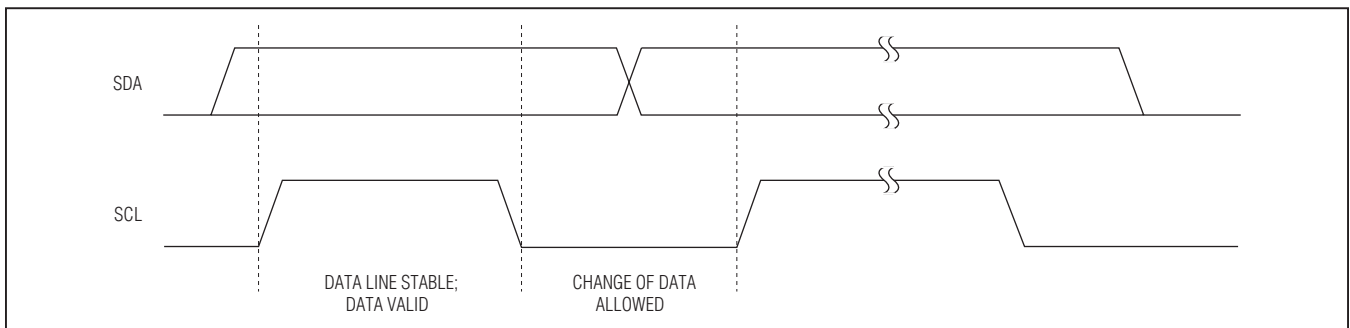 SDA
SCL
DATA LINE STABLE;
DATA VALID
CHANGE OF DATA
ALLOWED